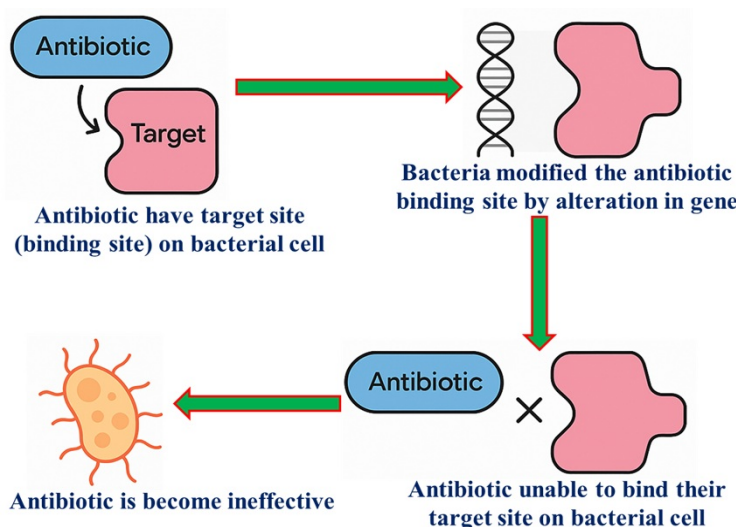 Antibiotic
Target
Antibiotic have target site
(binding site) on bacterial cell
Bacteria modified the antibiotic
binding site by alteration in gene
Antibiotic
Antibiotic unable to bind their
target site on bacterial cell
Antibiotic is become ineffective